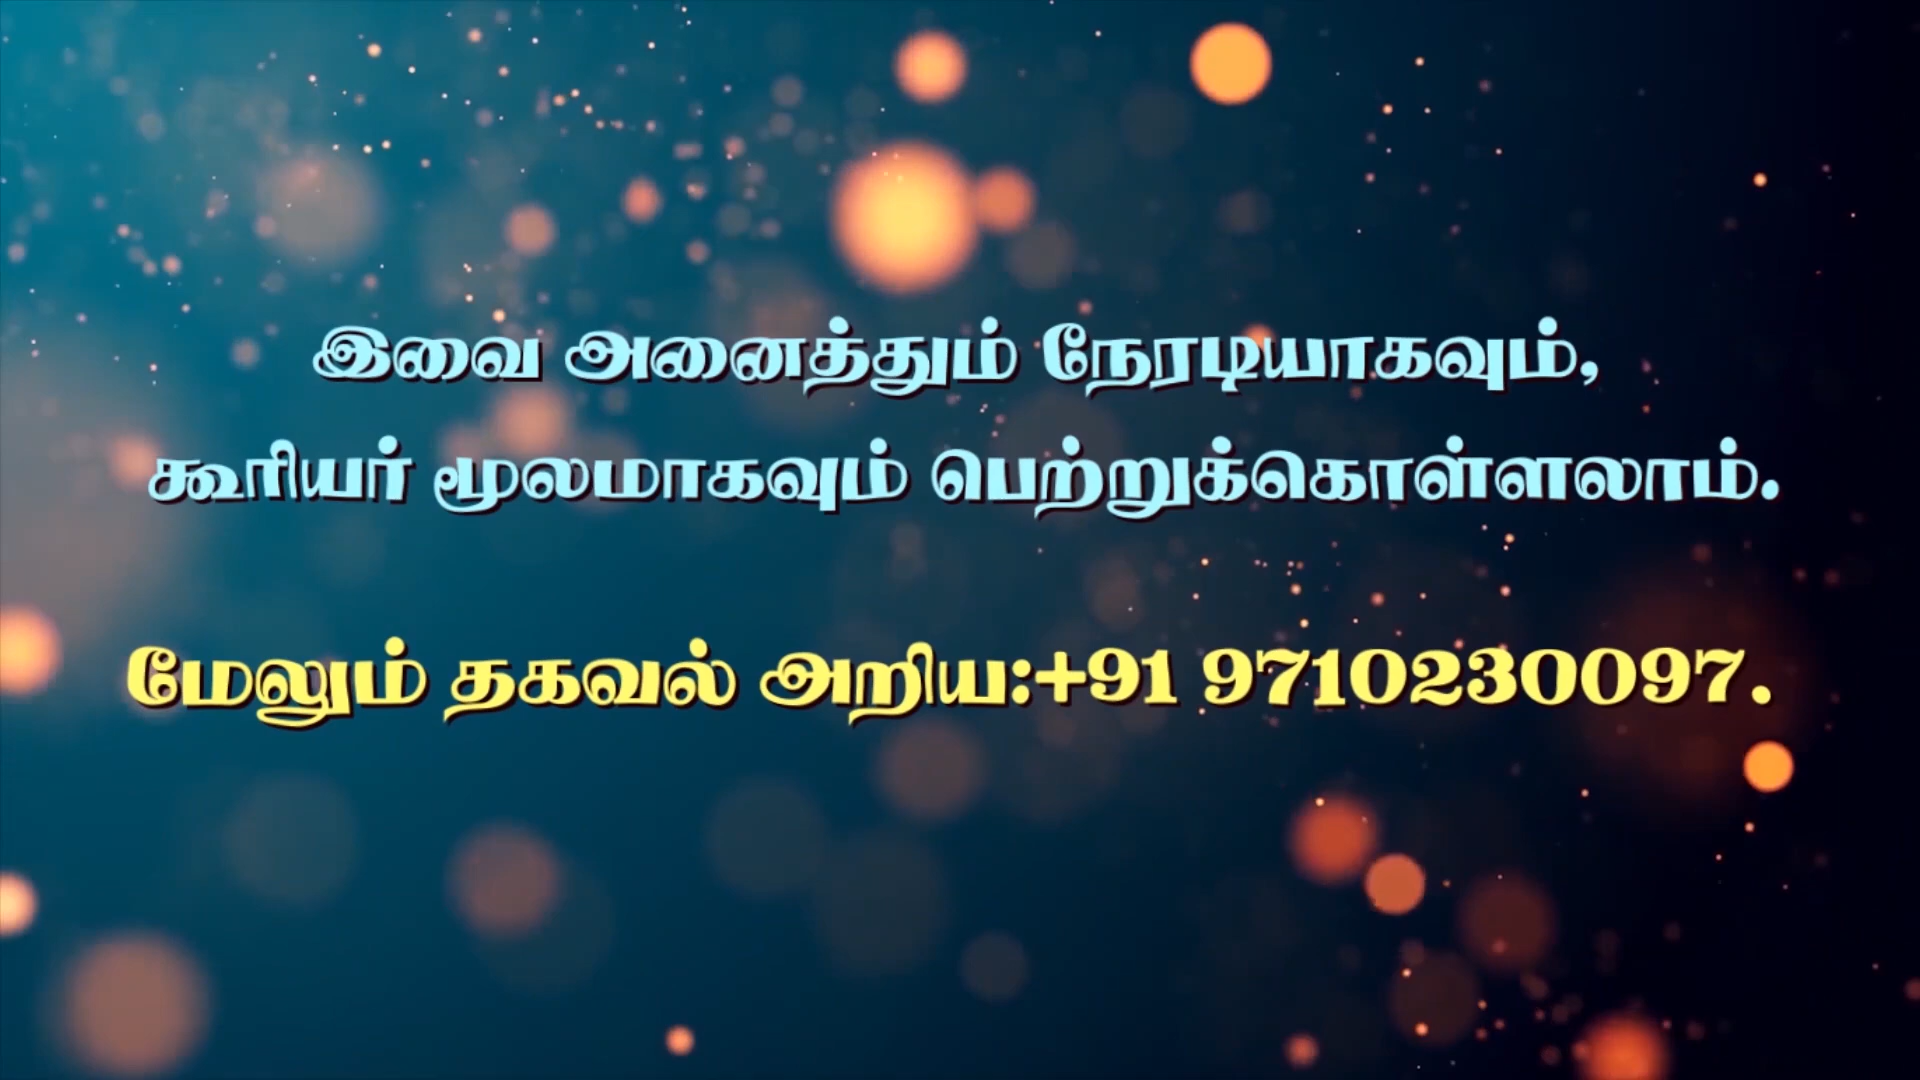 இவை அனைத்தும் நேரடியாகவும்,
கூரியர் மூலமாகவும் பெற்றுக்கொள்ளலாம்.
மேலும் தகவல் அறிய:+91 9710230097.